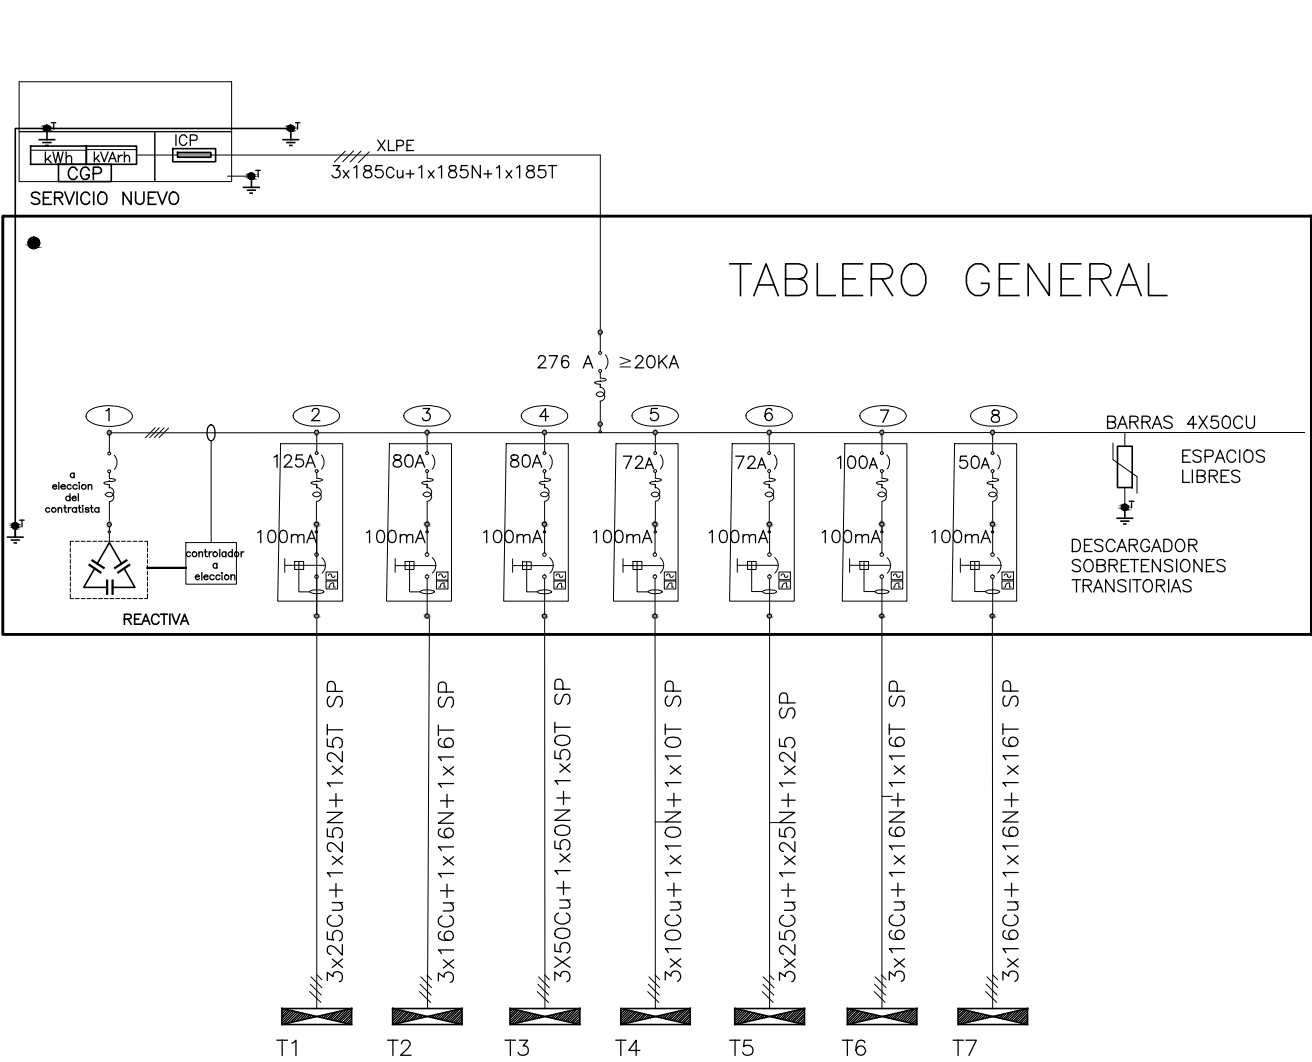 T
T
ICP
XLPE
kWh
kVArh
CGP
T
3x185Cu+1x185N+1x185T
SERVICIO NUEVO
TABLERO GENERAL
276 A
≥20KA
1
2
3
4
5
6
7
8
BARRAS 4X50CU
125A
80A
80A
72A
72A
100A
50A
ESPACIOS
LIBRES
a
eleccion
del
contratista
T
T
100mA
100mA
100mA
100mA
100mA
100mA
100mA
DESCARGADOR
SOBRETENSIONES
TRANSITORIAS
controlador
a
eleccion
REACTIVA
3x25Cu+1x25N+1x25T SP
3x16Cu+1x16N+1x16T SP
3X50Cu+1x50N+1x50T SP
3x10Cu+1x10N+1x10T SP
3x25Cu+1x25N+1x25 SP
3x16Cu+1x16N+1x16T SP
3x16Cu+1x16N+1x16T SP
T1
T2
T3
T4
T5
T6
T7